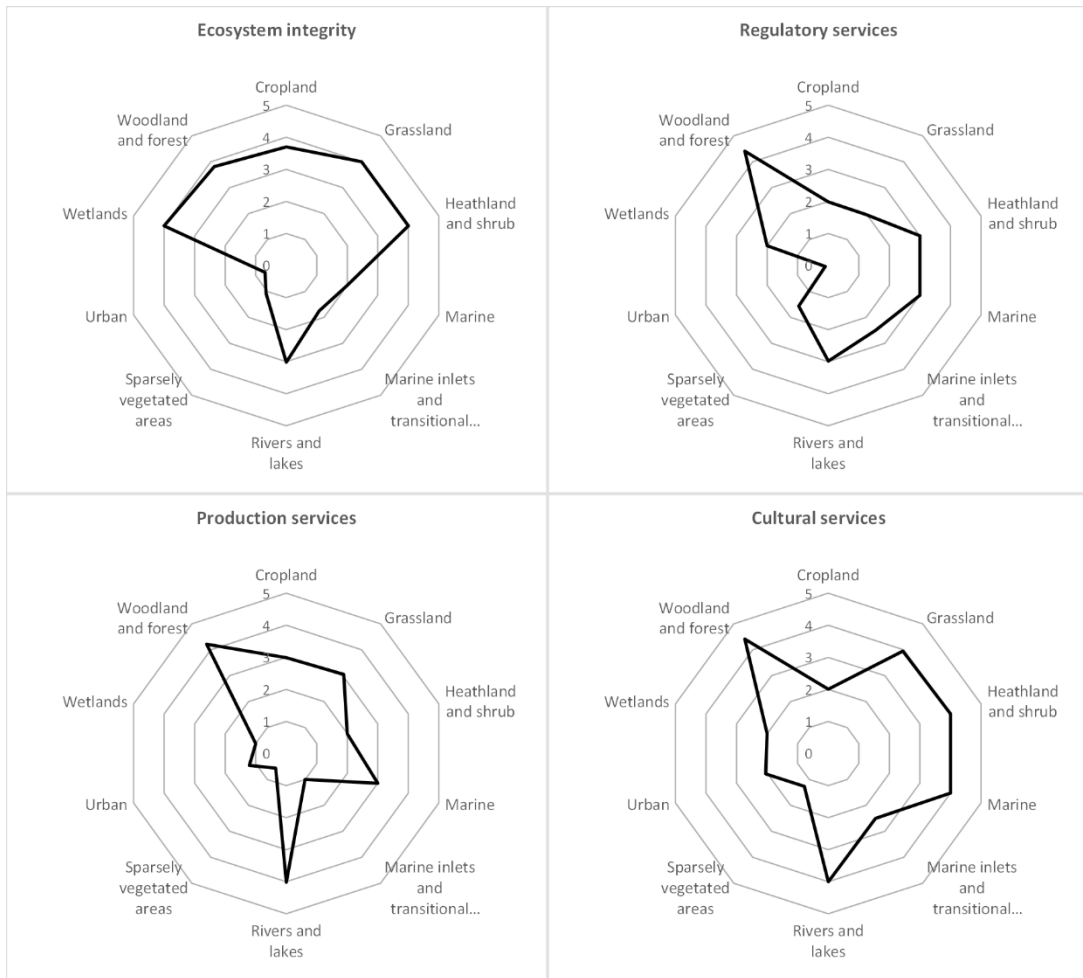 Ecosystem integrity
Cropland
Grassland
Heathland
and shrub
Marine
Marine inlets
and
transitional...
Rivers and
lakes
Sparsely
vegetated
areas
Urban
Wetlands
Woodland
and forest
5
4
3
2
1
0
Regulatory services
Cropland
Grassland
Heathland
and shrub
Marine
Marine inlets
and
transitional...
Rivers and
lakes
Sparsely
vegetated
areas
Urban
Wetlands
Woodland
and forest
5
4
3
2
1
0
Production services
Cropland
Grassland
Heathland
and shrub
Marine
Marine inlets
and
transitional...
Rivers and
lakes
Sparsely
vegetated
areas
Urban
Wetlands
Woodland
and forest
5
4
3
2
1
0
Cultural services
Cropland
Grassland
Heathland
and shrub
Marine
Marine inlets
and
transitional...
Rivers and
lakes
Sparsely
vegetated
areas
Urban
Wetlands
Woodland
and forest
5
4
3
2
1
0